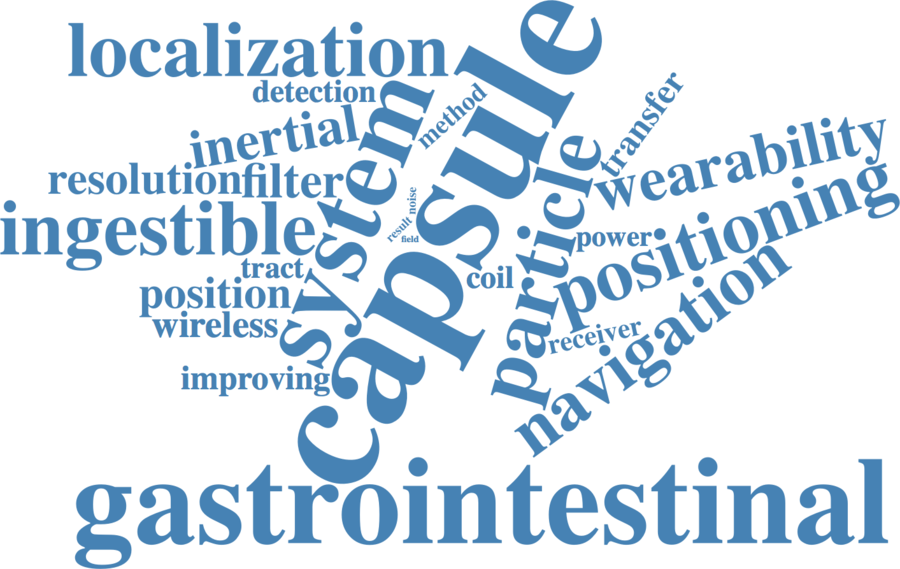 localization
capsule
detection
system
method
transfer
inertial
wearability
resolution
filter
particle
noise
positioning
ingestible
result
field
power
tract
coil
navigation
position
wireless
receiver
improving
gastrointestinal